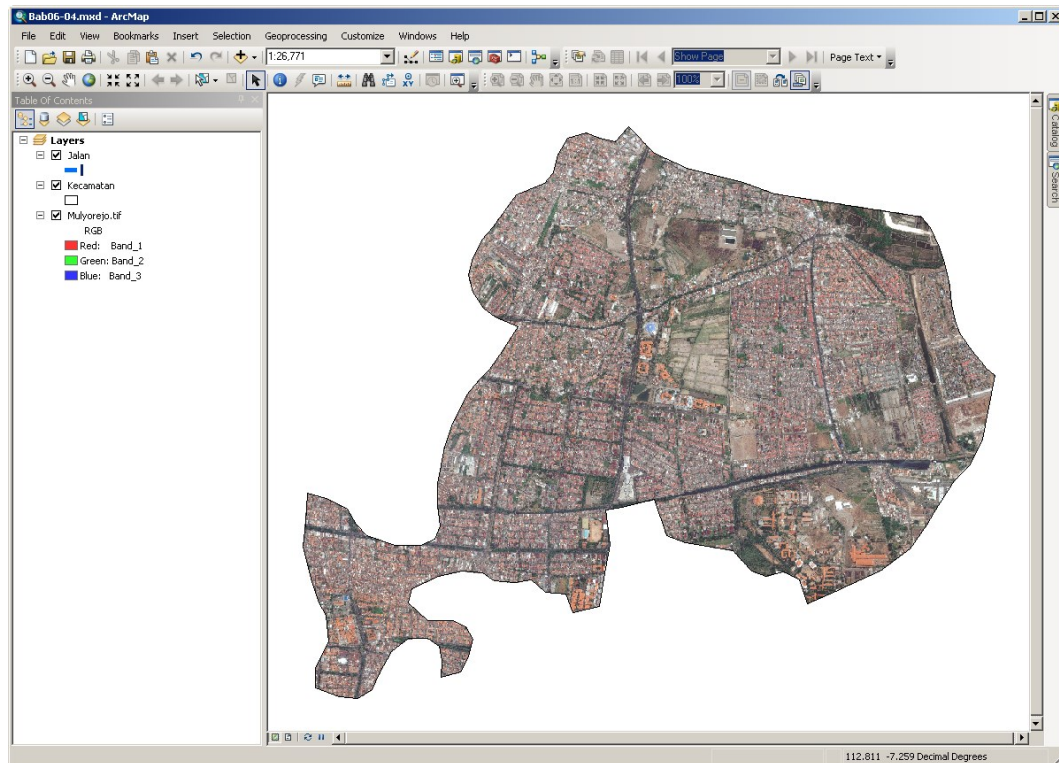 Bab06-04.mxd - ArcMap
File Edit View Bookmarks Insert Selection Geoprocessing Customize Windows Help
1:26,771 Show Page Page Text
100%
Table Of Contents
Layers
Jalan
Kecamatan
Mulyorejo.tif
RGB
Red: Band_1
Green: Band_2
Blue: Band_3
Catalog
Search
112.811 -7.259 Decimal Degrees